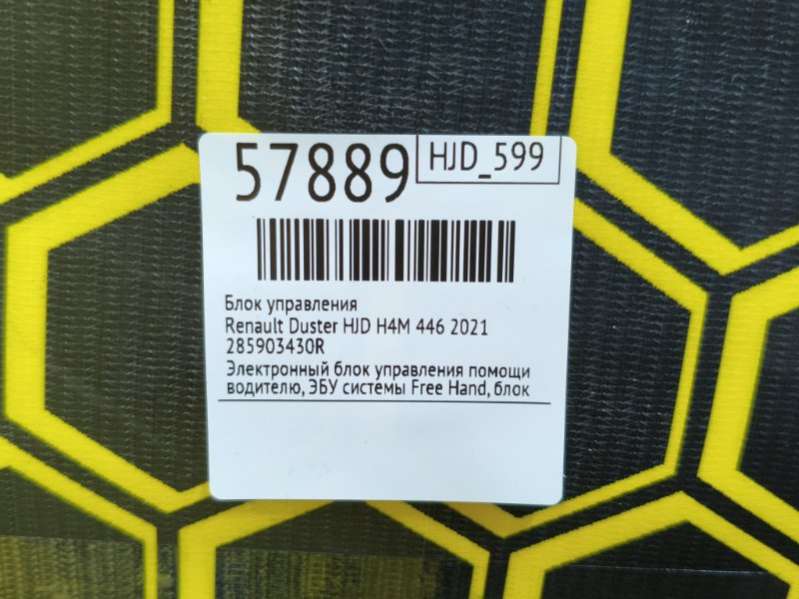 57889
HJD_599
Блок управления
Renault Duster HJD H4M 446 2021
285903430R
Электронный блок управления помощи
водителю, ЭБУ системы Free Hand, блок